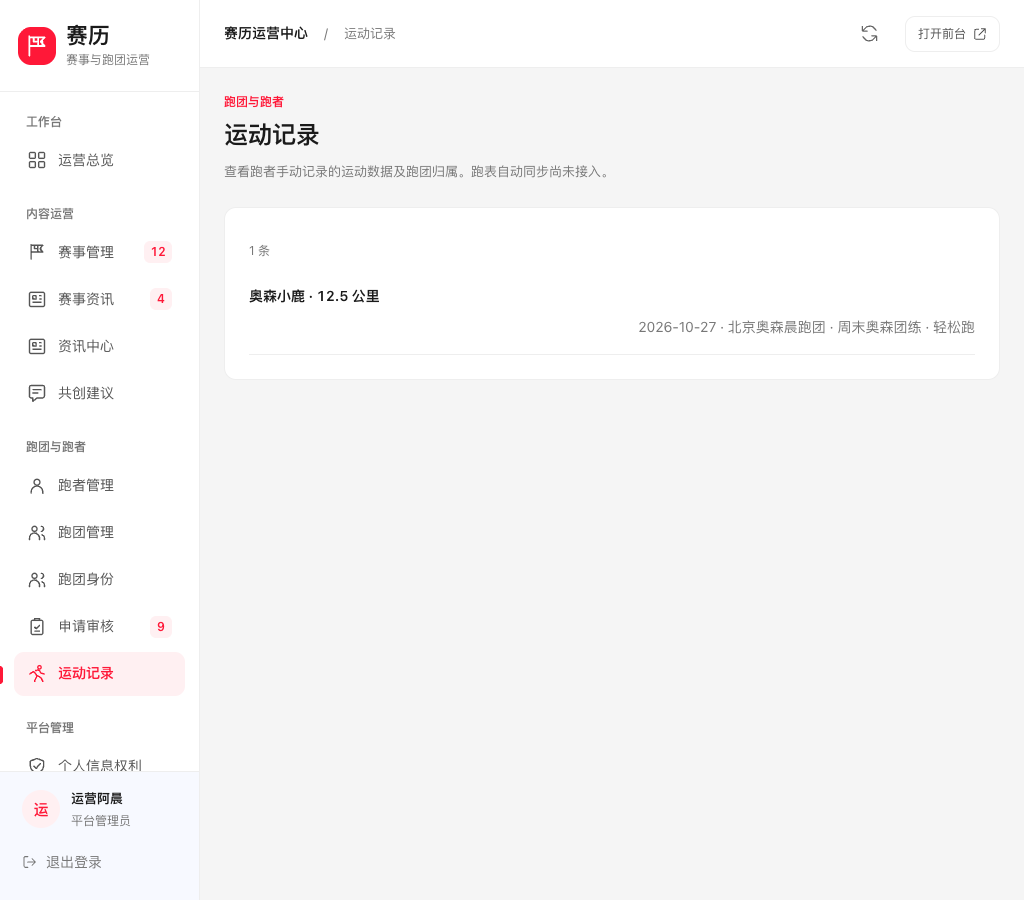 赛历
赛事与跑团运营
工作台
运营总览
内容运营
赛事管理 12
赛事资讯 4
资讯中心
共创建议
跑团与跑者
跑者管理
跑团管理
跑团身份
申请审核 9
运动记录
平台管理
个人信息权利
运 运营阿晨
平台管理员
退出登录
赛历运营中心 / 运动记录
打开前台
跑团与跑者
运动记录
查看跑者手动记录的运动数据及跑团归属。跑表自动同步尚未接入。
1 条
奥森小鹿 · 12.5 公里
2026-10-27 · 北京奥森晨跑团 · 周末奥森团练 · 轻松跑